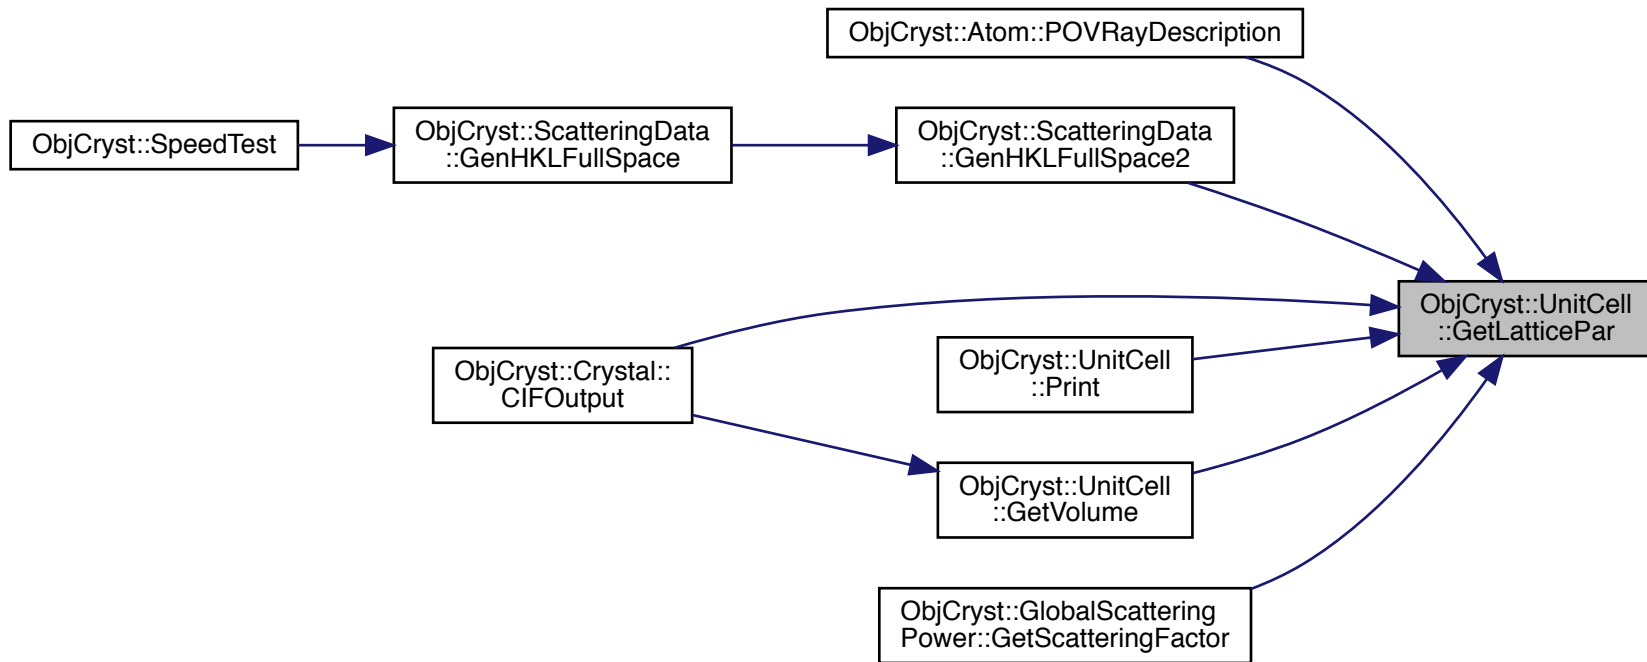 ObjCryst::Atom::POVRayDescription
ObjCryst::SpeedTest
ObjCryst::ScatteringData
::GenHKLFullSpace
ObjCryst::ScatteringData
::GenHKLFullSpace2
ObjCryst::UnitCell
::GetLatticePar
ObjCryst::Crystal::
CIFOutput
ObjCryst::UnitCell
::Print
ObjCryst::UnitCell
::GetVolume
ObjCryst::GlobalScattering
Power::GetScatteringFactor